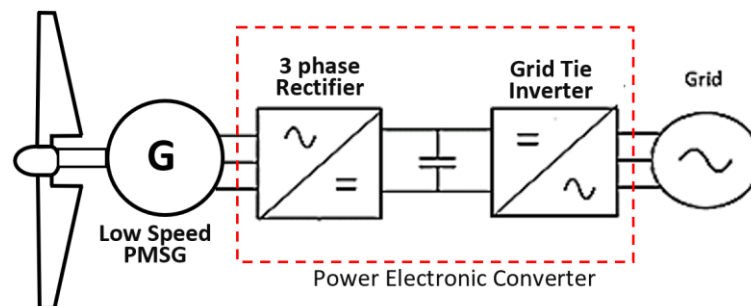 3 phase
Rectifier
Grid Tie
Inverter
Grid
G
Low Speed
PMSG
Power Electronic Converter